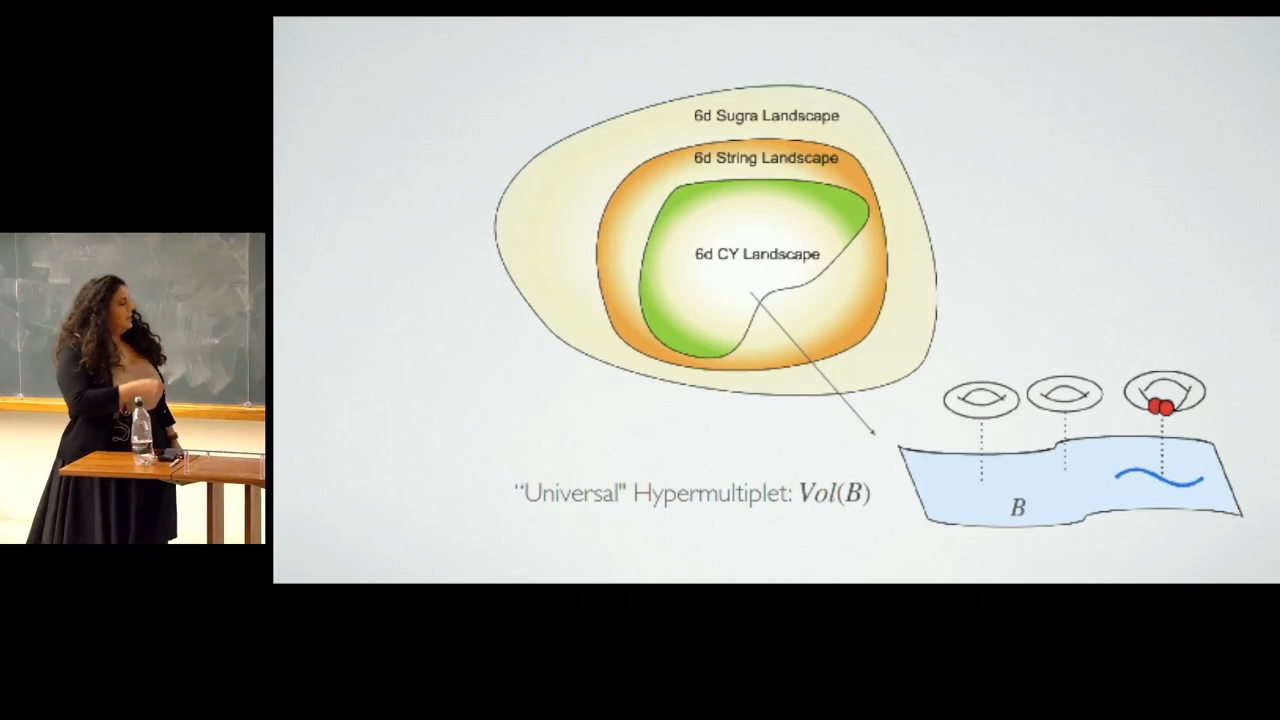 6d Sugra Landscape
6d String Landscape
6d CY Landscape
“Universal" Hypermultiplet: Vol(B)
B